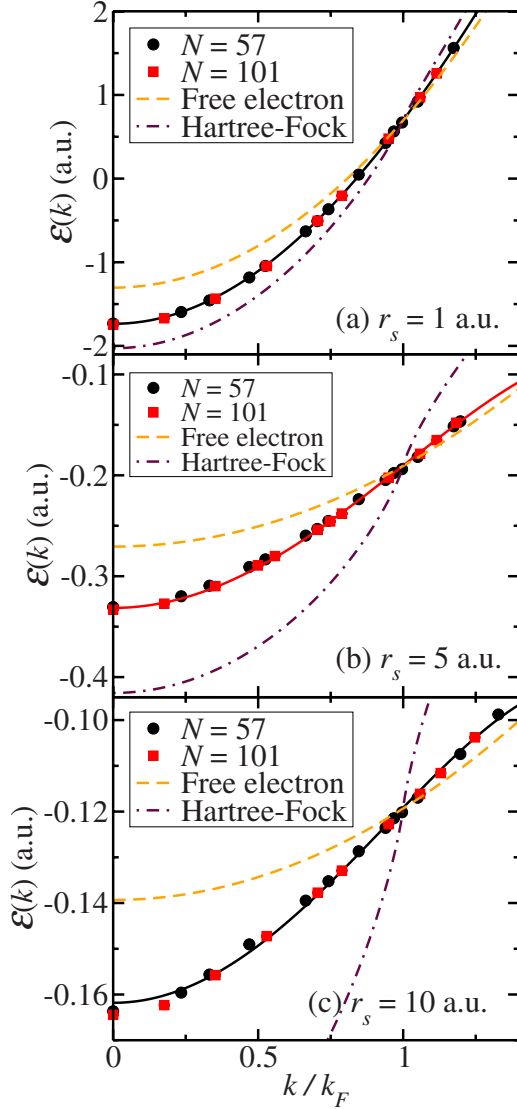 2
1
0
-1
-2
ℰ(k) (a.u.)
N = 57
N = 101
Free electron
Hartree-Fock
(a) r_s = 1 a.u.
-0.1
-0.2
-0.3
-0.4
ℰ(k) (a.u.)
N = 57
N = 101
Free electron
Hartree-Fock
(b) r_s = 5 a.u.
-0.10
-0.12
-0.14
-0.16
ℰ(k) (a.u.)
N = 57
N = 101
Free electron
Hartree-Fock
(c) r_s = 10 a.u.
0 0.5 1
k / k_F